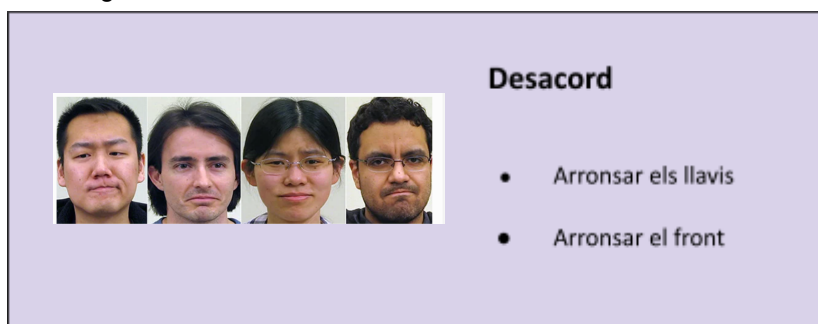 Desacord
• Arronsar els llavis
• Arronsar el front